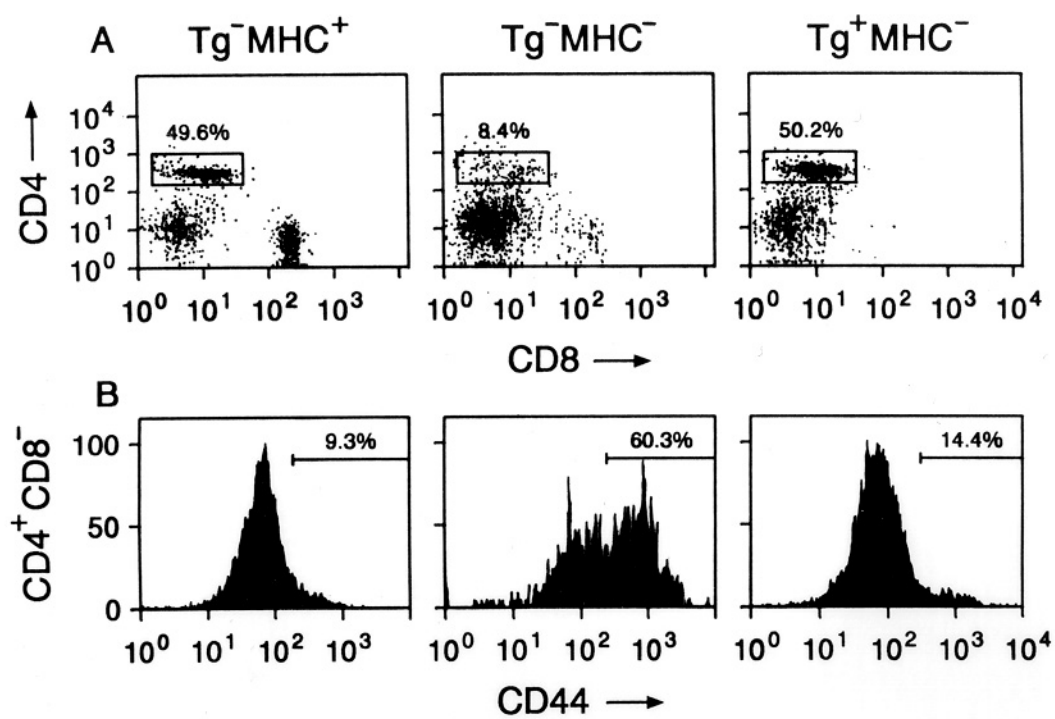 A Tg⁻MHC⁺ Tg⁻MHC⁻ Tg⁺MHC⁻
CD4 →
10⁴
10³
10²
10¹
10⁰
49.6% 8.4% 50.2%
10⁰ 10¹ 10² 10³ 10⁰ 10¹ 10² 10³ 10⁰ 10¹ 10² 10³ 10⁴
CD8 →
B
CD4⁺CD8⁻
100
50
0
9.3% 60.3% 14.4%
10⁰ 10¹ 10² 10³ 10⁰ 10¹ 10² 10³ 10⁰ 10¹ 10² 10³ 10⁴
CD44 →